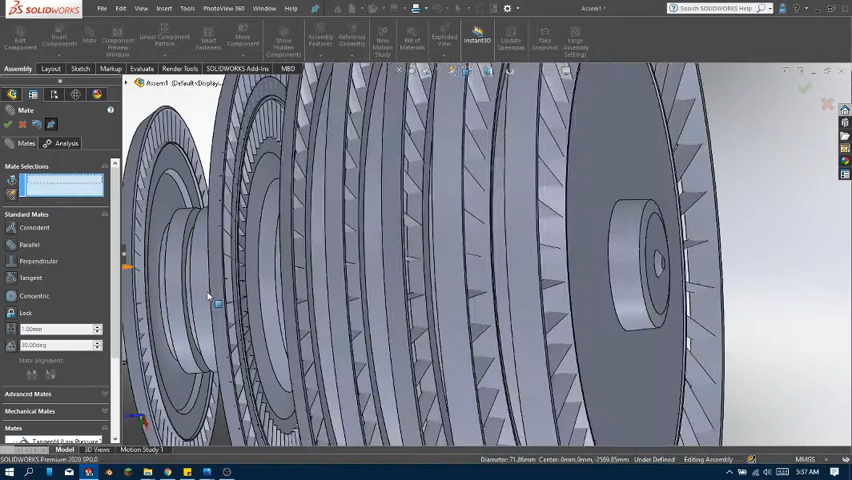 SOLIDWORKS File Edit View Insert Tools PhotoView 360 Window Help Assem1 * Search SOLIDWORKS Help
Edit Component Insert Components Mate Component Preview Window Linear Component Pattern Smart Fasteners Move Component Show Hidden Components Assembly Features Reference Geometry New Motion Study Bill of Materials Exploded View Instant3D Update Speedpak Take Snapshot Large Assembly Settings
Assembly Layout Sketch Markup Evaluate Render Tools SOLIDWORKS Add-Ins MBD
Assem1 (Default<Display...
Mate
Mates Analysis
Mate Selections
Standard Mates
Coincident
Parallel
Perpendicular
Tangent
Concentric
Lock
1.00mm
30.00deg
Mate alignment:
Advanced Mates
Mechanical Mates
Mates
Tangent4 (Low Pressure
Model 3D Views Motion Study 1
SOLIDWORKS Premium 2020 SP0.0 Diameter: 71.86mm Center: 0mm,0mm,-2569.85mm Under Defined Editing Assembly MMGS
5:37 AM